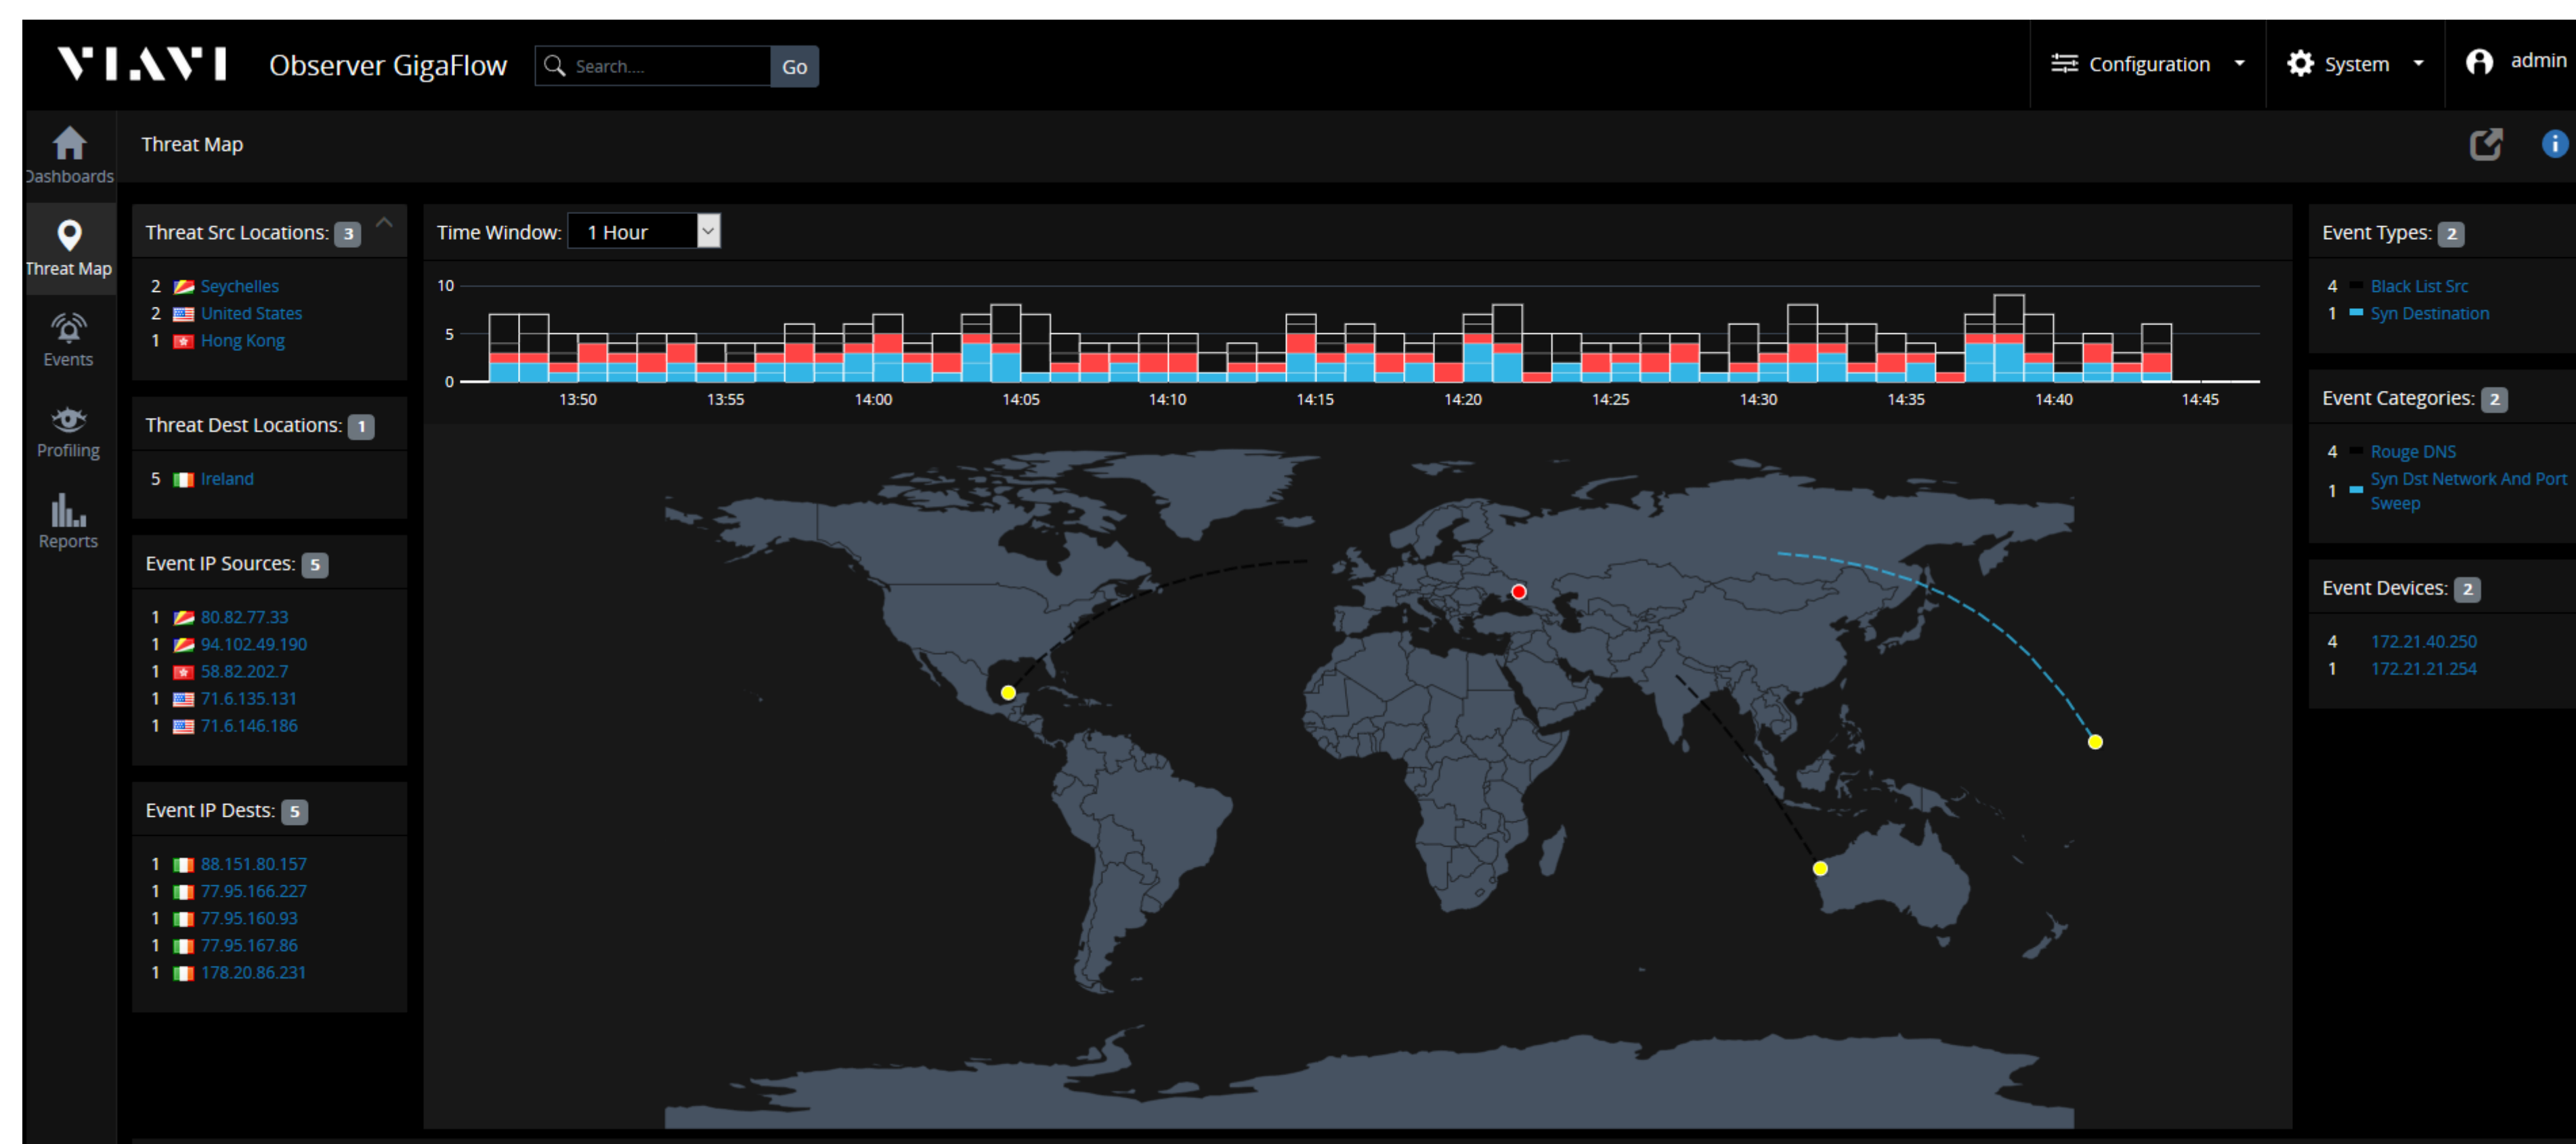 VIAVI Observer GigaFlow Search.... Go Configuration System admin
Dashboards
Threat Map
Events
Profiling
Reports
Threat Map
Threat Src Locations: 3
2 Seychelles
2 United States
1 Hong Kong
Threat Dest Locations: 1
5 Ireland
Event IP Sources: 5
1 80.82.77.33
1 94.102.49.190
1 58.82.202.7
1 71.6.135.131
1 71.6.146.186
Event IP Dests: 5
1 88.151.80.157
1 77.95.166.227
1 77.95.160.93
1 77.95.167.86
1 178.20.86.231
Time Window: 1 Hour
10
5
0
13:50 13:55 14:00 14:05 14:10 14:15 14:20 14:25 14:30 14:35 14:40 14:45
Event Types: 2
4 Black List Src
1 Syn Destination
Event Categories: 2
4 Rouge DNS
1 Syn Dst Network And Port
Sweep
Event Devices: 2
4 172.21.40.250
1 172.21.21.254